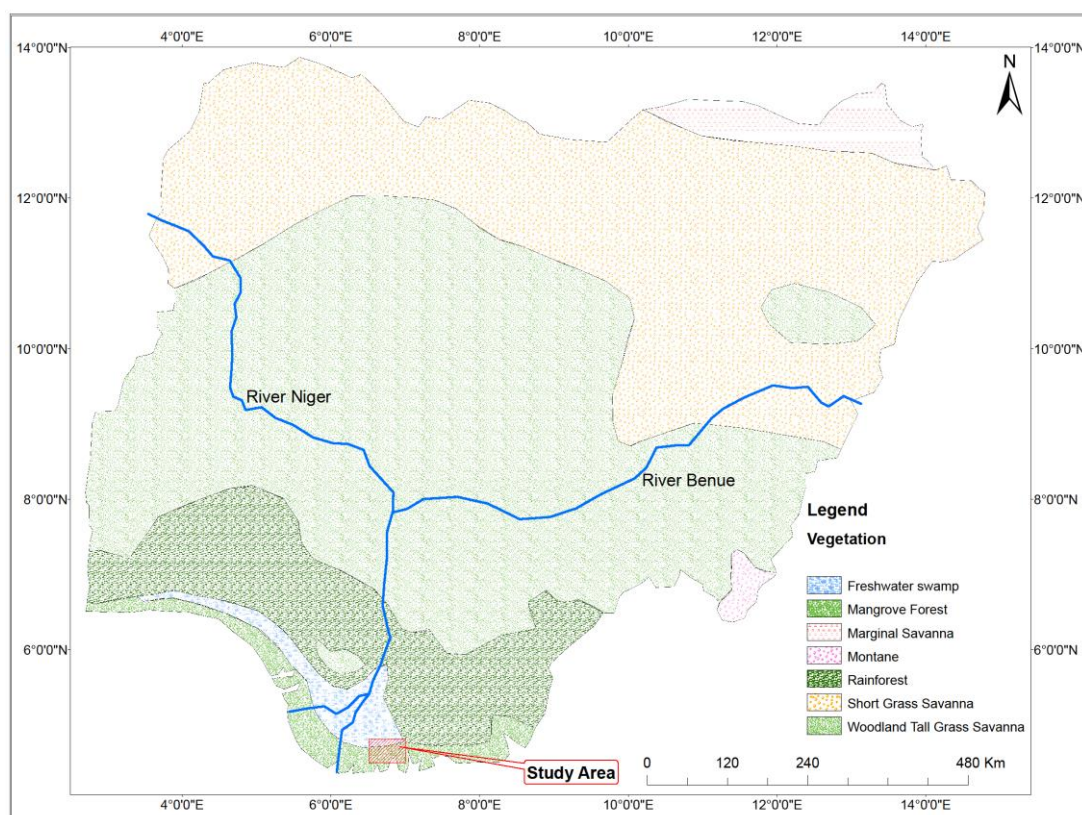 4°0'0"E 6°0'0"E 8°0'0"E 10°0'0"E 12°0'0"E 14°0'0"E
14°0'0"N 14°0'0"N
N
12°0'0"N 12°0'0"N
10°0'0"N 10°0'0"N
River Niger
River Benue
8°0'0"N 8°0'0"N
Legend
Vegetation
Freshwater swamp
Mangrove Forest
Marginal Savanna
Montane
Rainforest
Short Grass Savanna
Woodland Tall Grass Savanna
6°0'0"N 6°0'0"N
Study Area
0 120 240 480 Km
4°0'0"E 6°0'0"E 8°0'0"E 10°0'0"E 12°0'0"E 14°0'0"E